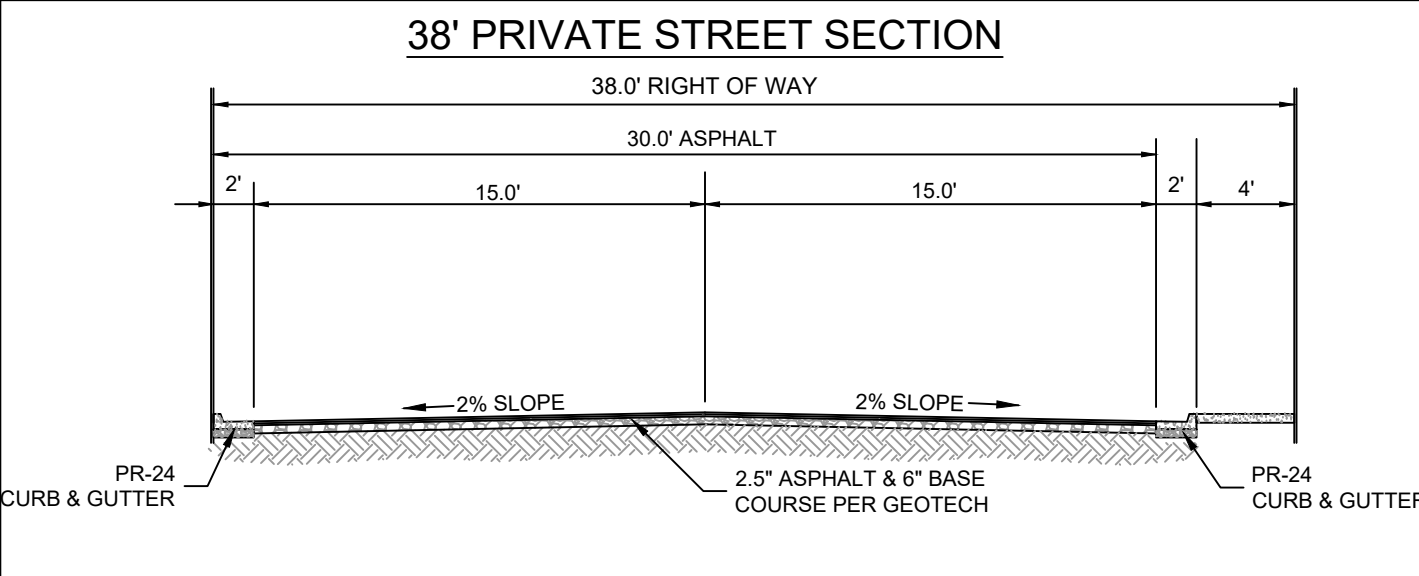 38' PRIVATE STREET SECTION
38.0' RIGHT OF WAY
30.0' ASPHALT
2'
15.0'
15.0'
2'
4'
2% SLOPE
2% SLOPE
PR-24
CURB & GUTTER
2.5" ASPHALT & 6" BASE
COURSE PER GEOTECH
PR-24
CURB & GUTTER